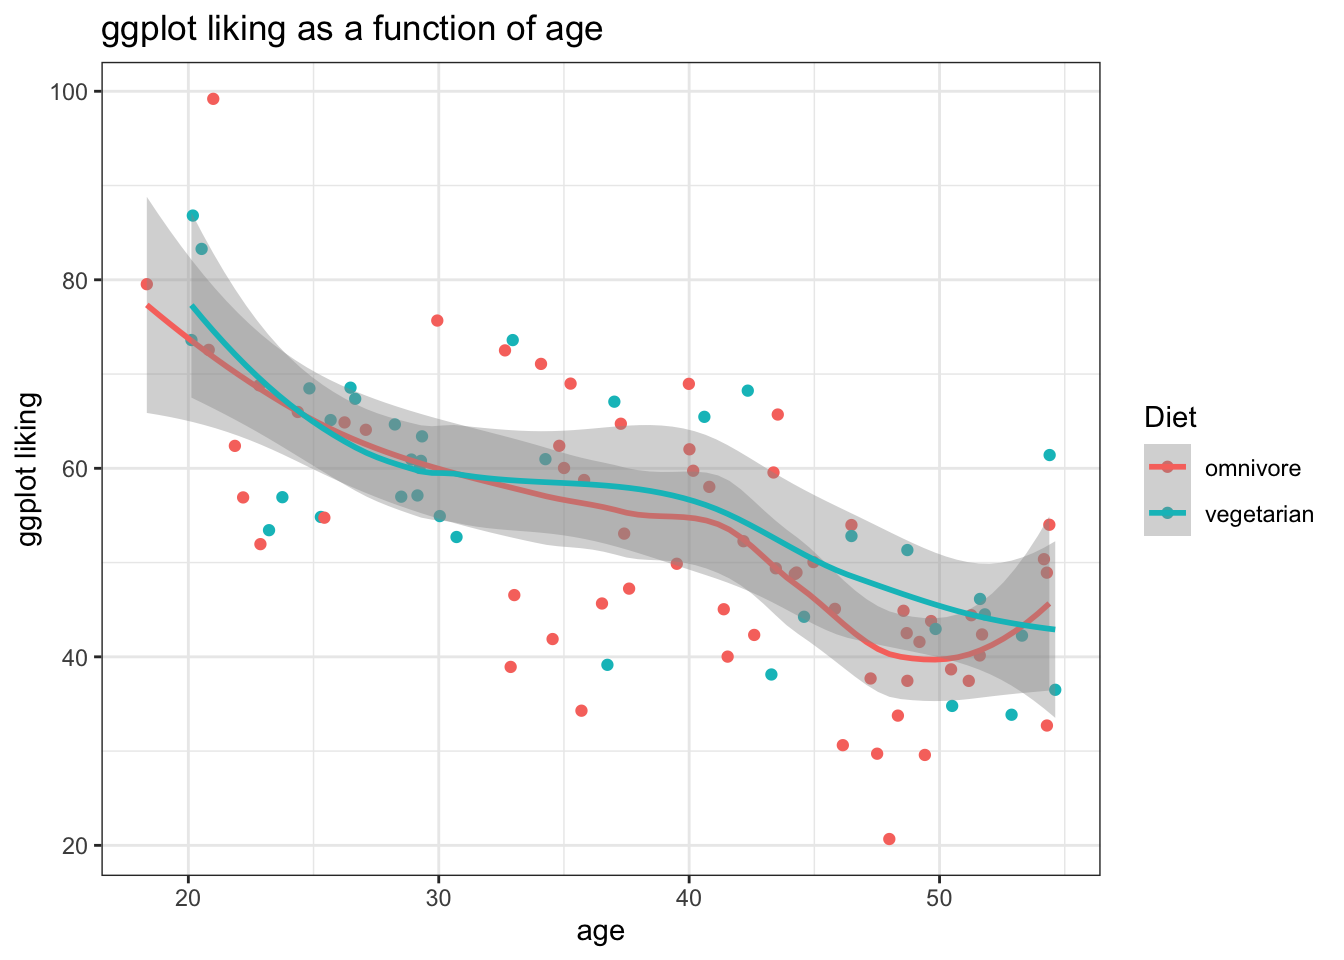 ggplot liking as a function of age
100
80
60
40
20
ggplot liking
20 30 40 50
age
Diet
omnivore
vegetarian